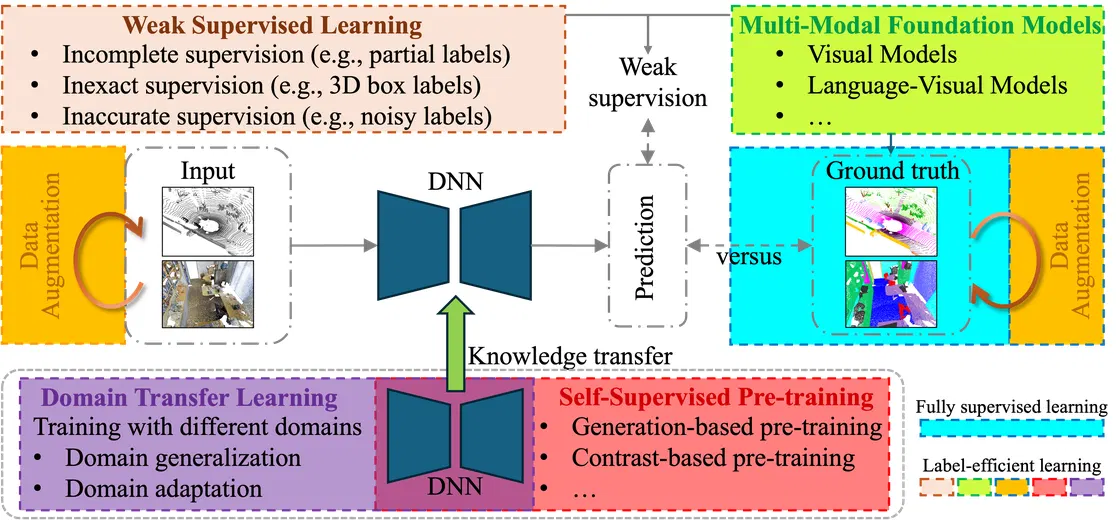 Weak Supervised Learning
• Incomplete supervision (e.g., partial labels)
• Inexact supervision (e.g., 3D box labels)
• Inaccurate supervision (e.g., noisy labels)
Weak
supervision
Multi-Modal Foundation Models
• Visual Models
• Language-Visual Models
• …
Data
Augmentation
Input
DNN
Prediction
versus
Ground truth
Data
Augmentation
Knowledge transfer
Domain Transfer Learning
Training with different domains
• Domain generalization
• Domain adaptation
DNN
Self-Supervised Pre-training
• Generation-based pre-training
• Contrast-based pre-training
• …
Fully supervised learning
Label-efficient learning